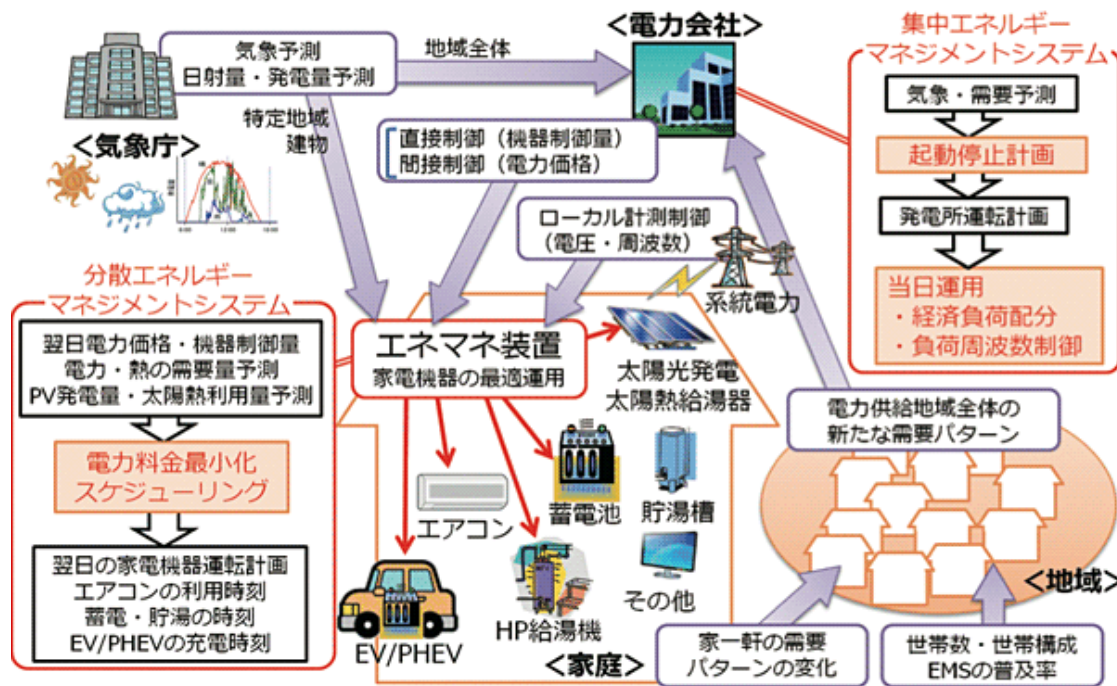 気象予測
日射量・発電量予測
地域全体
<電力会社>
集中エネルギー
マネジメントシステム
気象・需要予測
起動停止計画
発電所運転計画
当日運用
・経済負荷配分
・負荷周波数制御
<気象庁>
特定地域
建物
直接制御（機器制御量）
間接制御（電力価格）
ローカル計測制御
（電圧・周波数）
系統電力
6:00
12:00
18:00
分散エネルギー
マネジメントシステム
翌日電力価格・機器制御量
電力・熱の需要量予測
PV発電量・太陽熱利用量予測
電力料金最小化
スケジューリング
翌日の家電機器運転計画
エアコンの利用時刻
蓄電・貯湯の時刻
EV/PHEVの充電時刻
エネマネ装置
家電機器の最適運用
太陽光発電
太陽熱給湯器
エアコン
蓄電池
貯湯槽
EV/PHEV
HP給湯機
その他
<家庭>
電力供給地域全体の
新たな需要パターン
<地域>
家一軒の需要
パターンの変化
世帯数・世帯構成
EMSの普及率